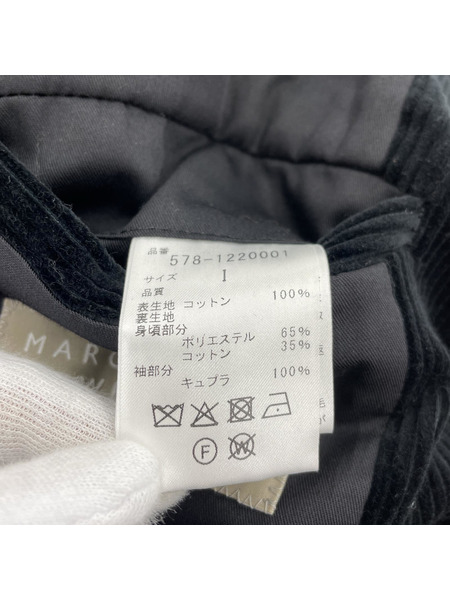 品番
578-1220001
サイズ I
品質
表生地 コットン 100%
裏生地
身頃部分
ポリエステル 65%
コットン 35%
袖部分
キュプラ 100%
F
W
MARC